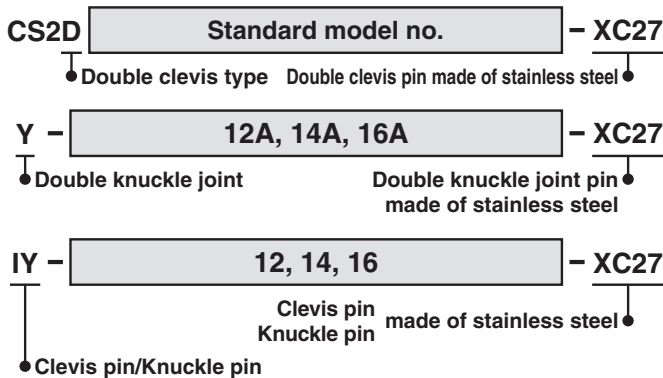 CS2D Standard model no. – XC27
Double clevis type Double clevis pin made of stainless steel
Y – 12A, 14A, 16A – XC27
Double knuckle joint Double knuckle joint pin
made of stainless steel
IY – 12, 14, 16 – XC27
Clevis pin
Knuckle pin made of stainless steel
Clevis pin/Knuckle pin